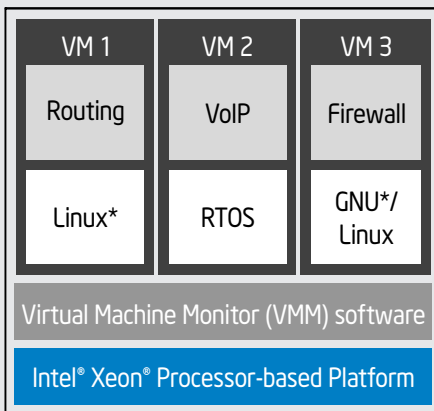 VM 1 VM 2 VM 3
Routing VoIP Firewall
Linux* RTOS GNU*/
Linux
Virtual Machine Monitor (VMM) software
Intel® Xeon® Processor-based Platform